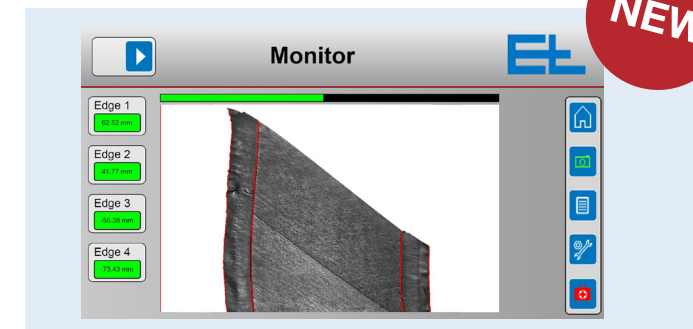 NEW
Monitor
E+L
Edge 1
62.52 mm
Edge 2
41.77 mm
Edge 3
-56.38 mm
Edge 4
-73.43 mm